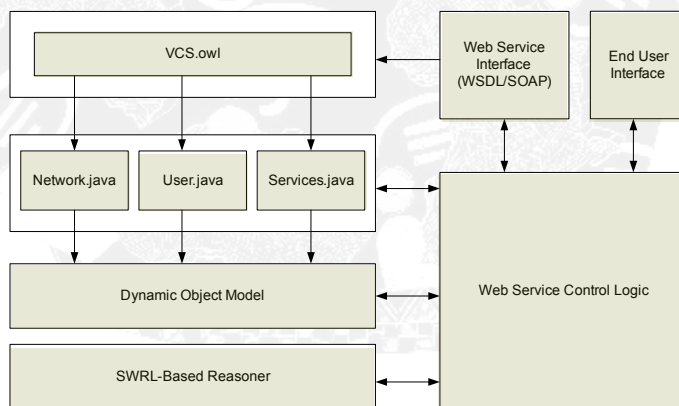 VCS.owl
Web Service
Interface
(WSDL/SOAP)
End User
Interface
Network.java
User.java
Services.java
Dynamic Object Model
Web Service Control Logic
SWRL-Based Reasoner